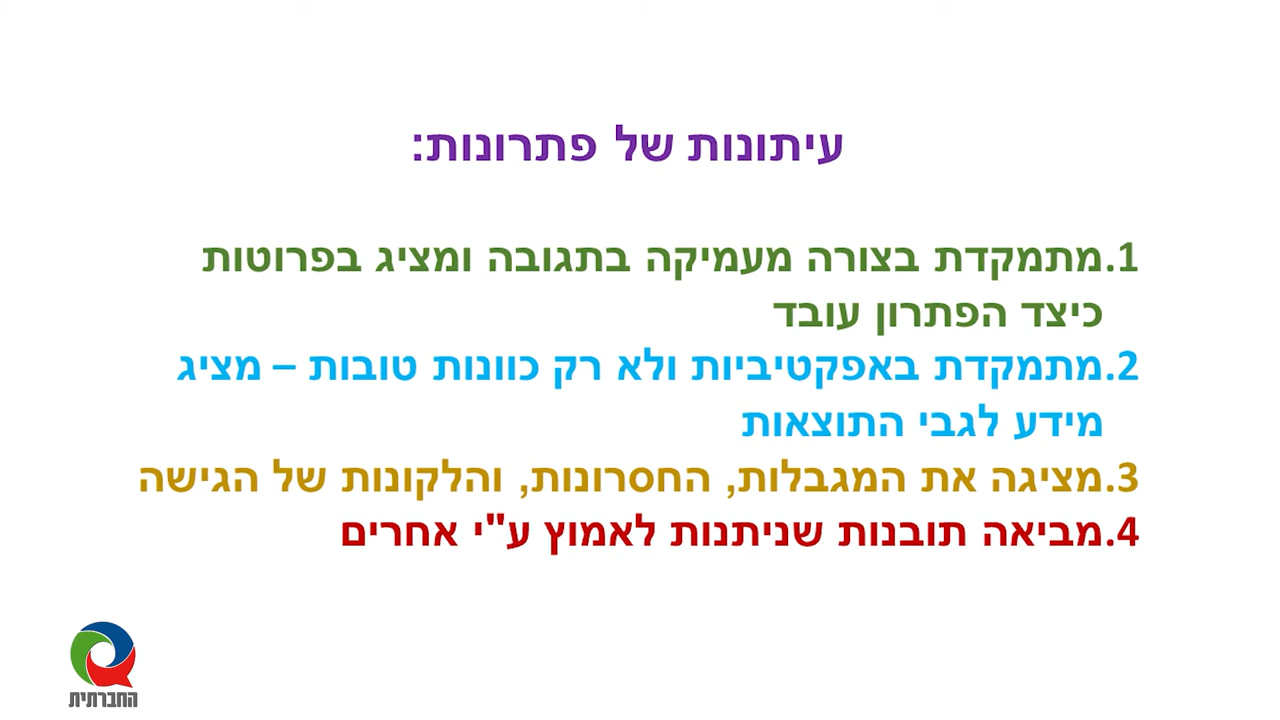 עיתונות של פתרונות:
1.מתמקדת בצורה מעמיקה בתגובה ומציג בפרוטות
כיצד הפתרון עובד
2.מתמקדת באפקטיביות ולא רק כוונות טובות – מציג
מידע לגבי התוצאות
3.מציגה את המגבלות, החסרונות, והלקונות של הגישה
4.מביאה תובנות שניתנות לאמוץ ע"י אחרים
החברתית